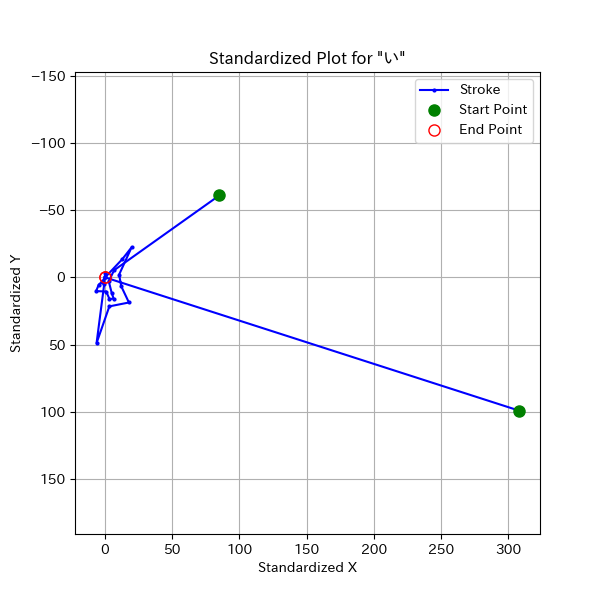 Standardized Plot for "い"
Stroke
Start Point
End Point
−150
−100
−50
0
50
100
150
Standardized Y
0 50 100 150 200 250 300
Standardized X